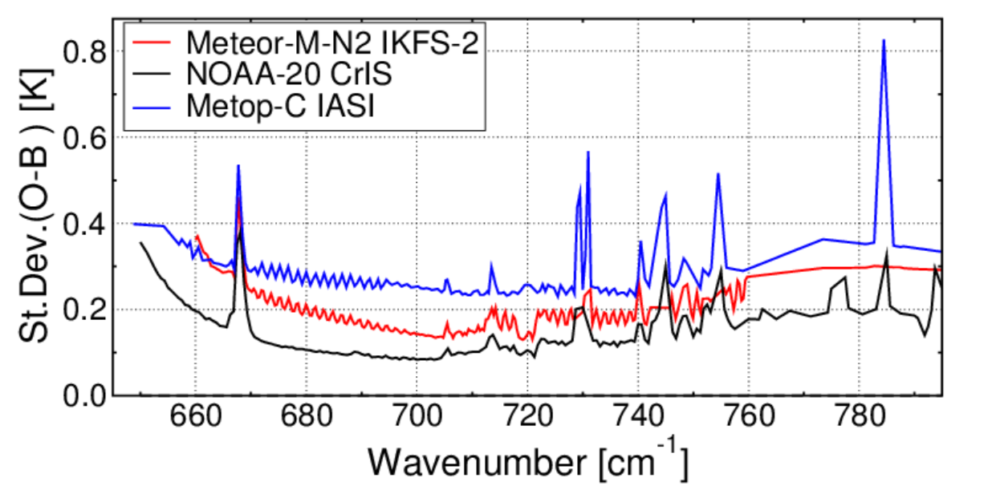 Meteor-M-N2 IKFS-2
NOAA-20 CrIS
Metop-C IASI
St.Dev.(O-B ) [K]
0.8
0.6
0.4
0.2
0.0
660 680 700 720 740 760 780
Wavenumber [cm⁻¹]